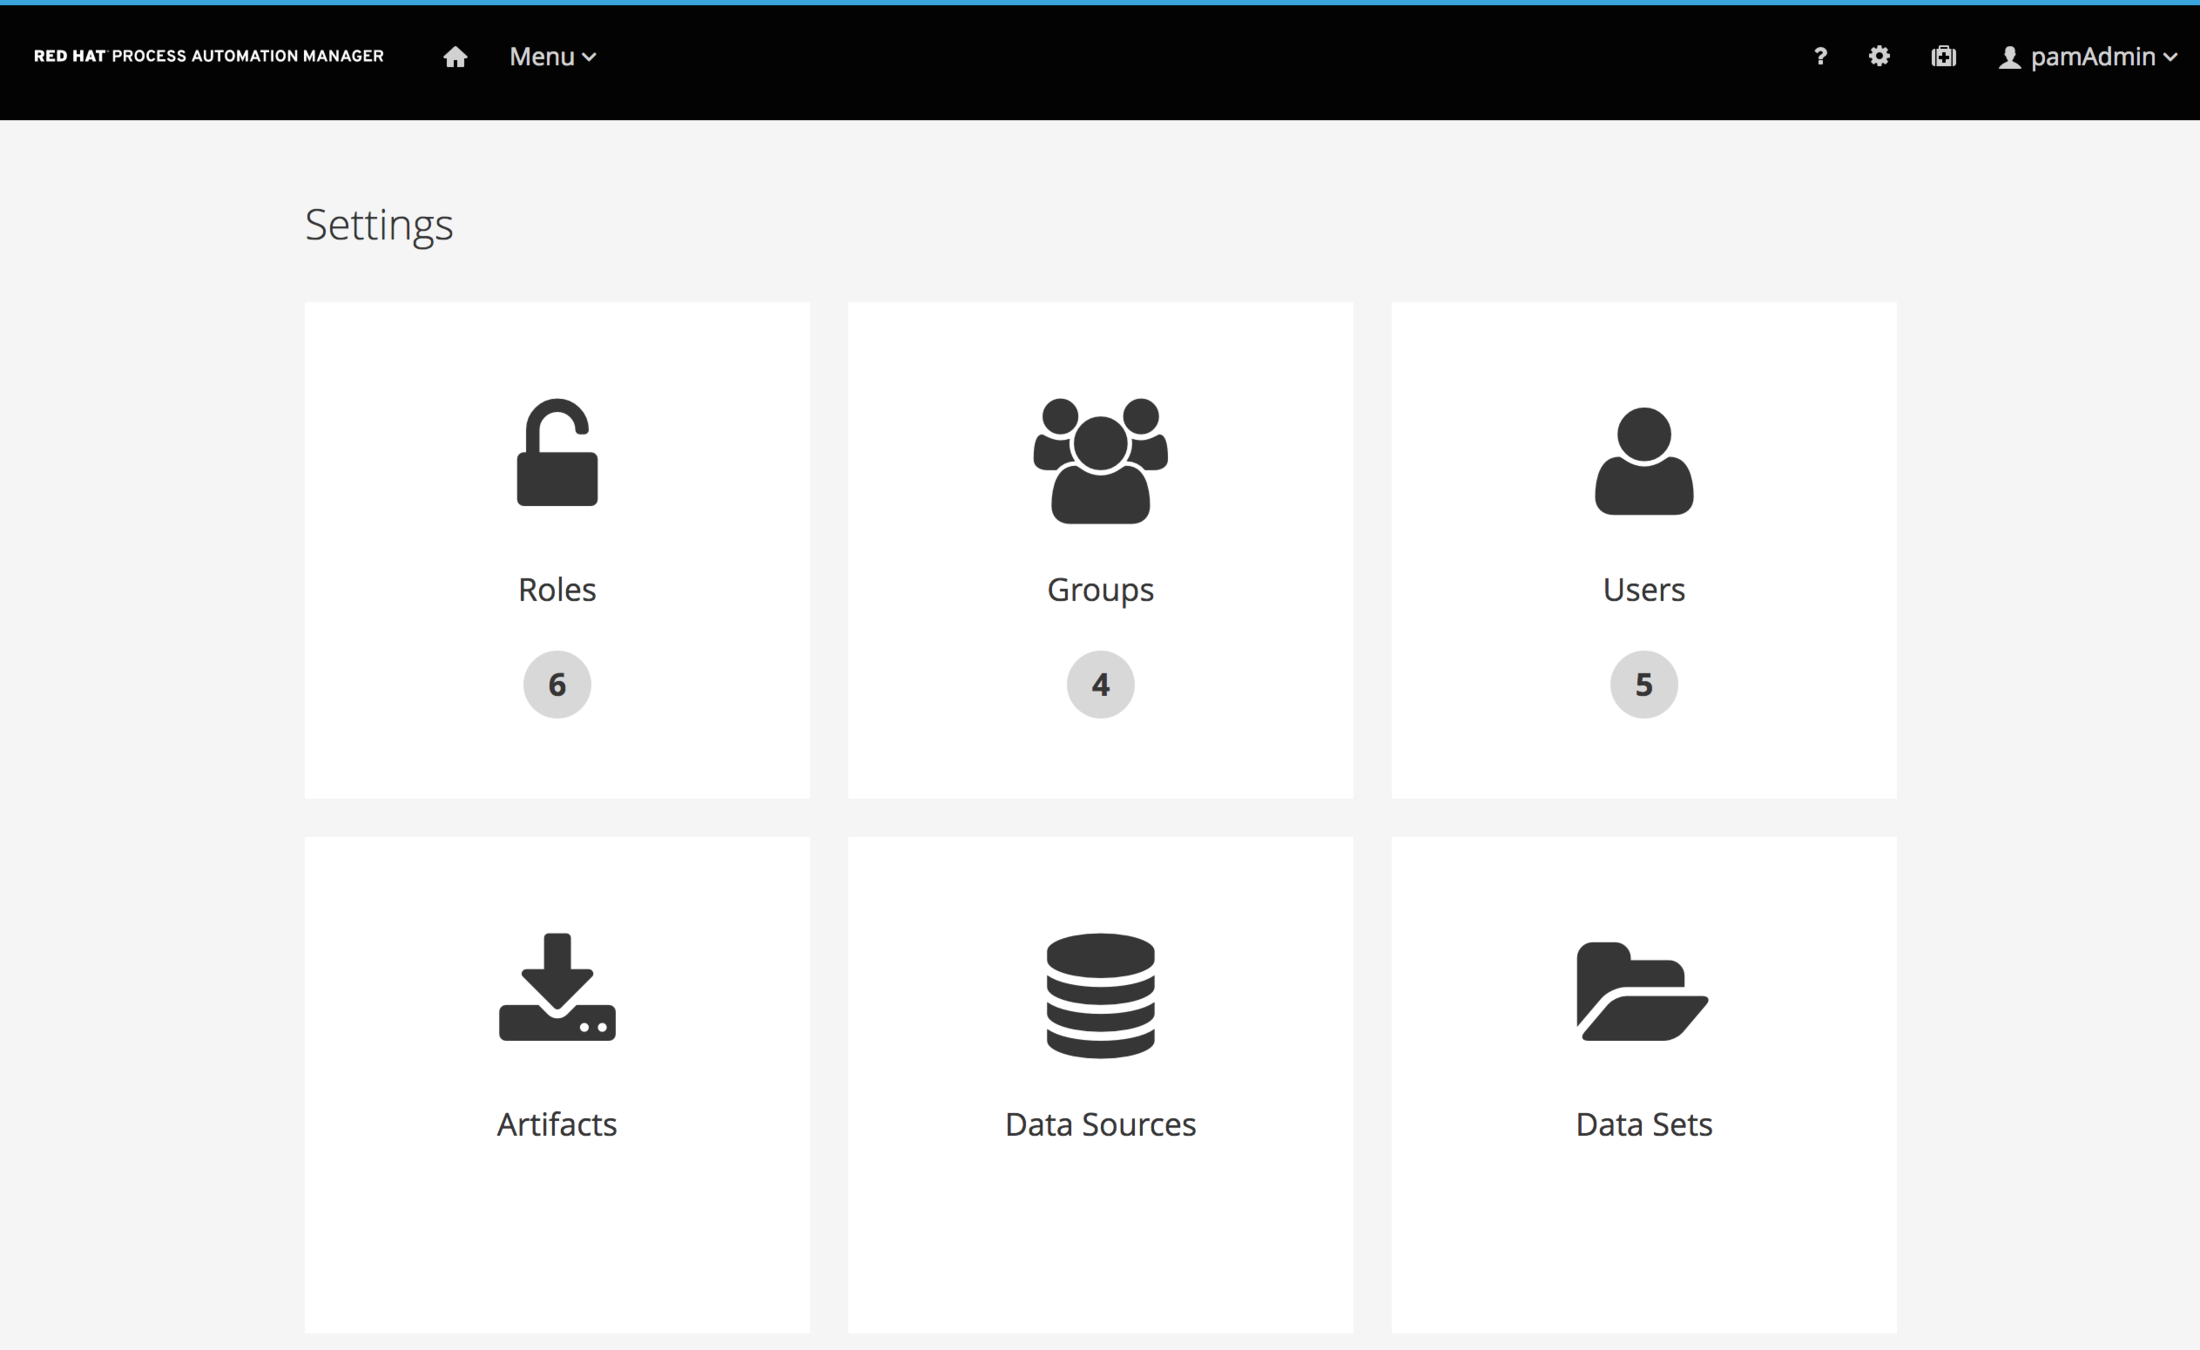 RED HAT PROCESS AUTOMATION MANAGER Menu ? pamAdmin
Settings
Roles Groups Users
6 4 5
Artifacts Data Sources Data Sets